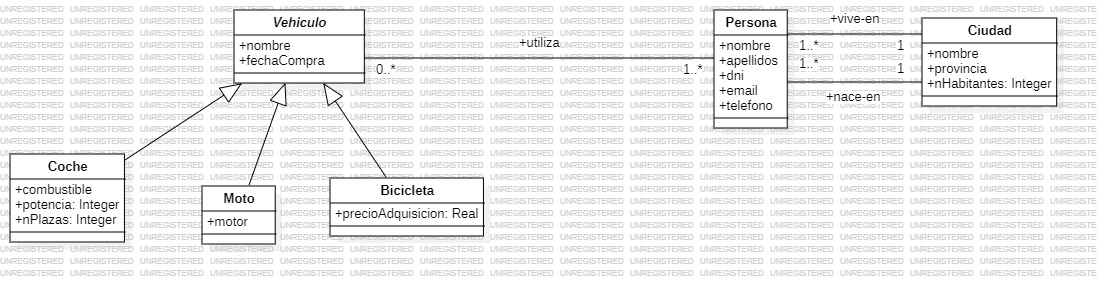 Vehículo
+nombre
+fechaCompra
+utiliza
0..*
1..*
Persona
+nombre
+apellidos
+dni
+email
+telefono
+vive-en
1..*
1
1..*
1
+nace-en
Ciudad
+nombre
+provincia
+nHabitantes: Integer
Coche
+combustible
+potencia: Integer
+nPlazas: Integer
Moto
+motor
Bicicleta
+precioAdquisicion: Real
UNREGISTERED